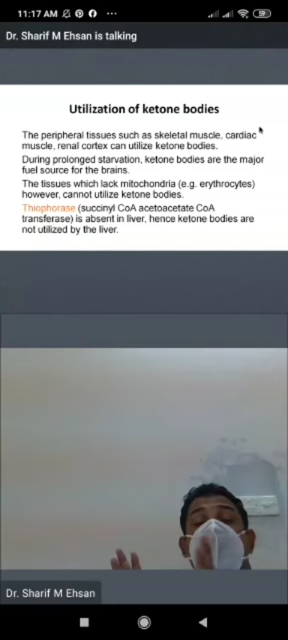 11:17 AM
Dr. Sharif M Ehsan is talking
Utilization of ketone bodies
The peripheral tissues such as skeletal muscle, cardiac
muscle, renal cortex can utilize ketone bodies.
During prolonged starvation, ketone bodies are the major
fuel source for the brains.
The tissues which lack mitochondria (e.g. erythrocytes)
however, cannot utilize ketone bodies.
Thiophorase (succinyl CoA acetoacetate CoA
transferase) is absent in liver, hence ketone bodies are
not utilized by the liver.
Dr. Sharif M Ehsan